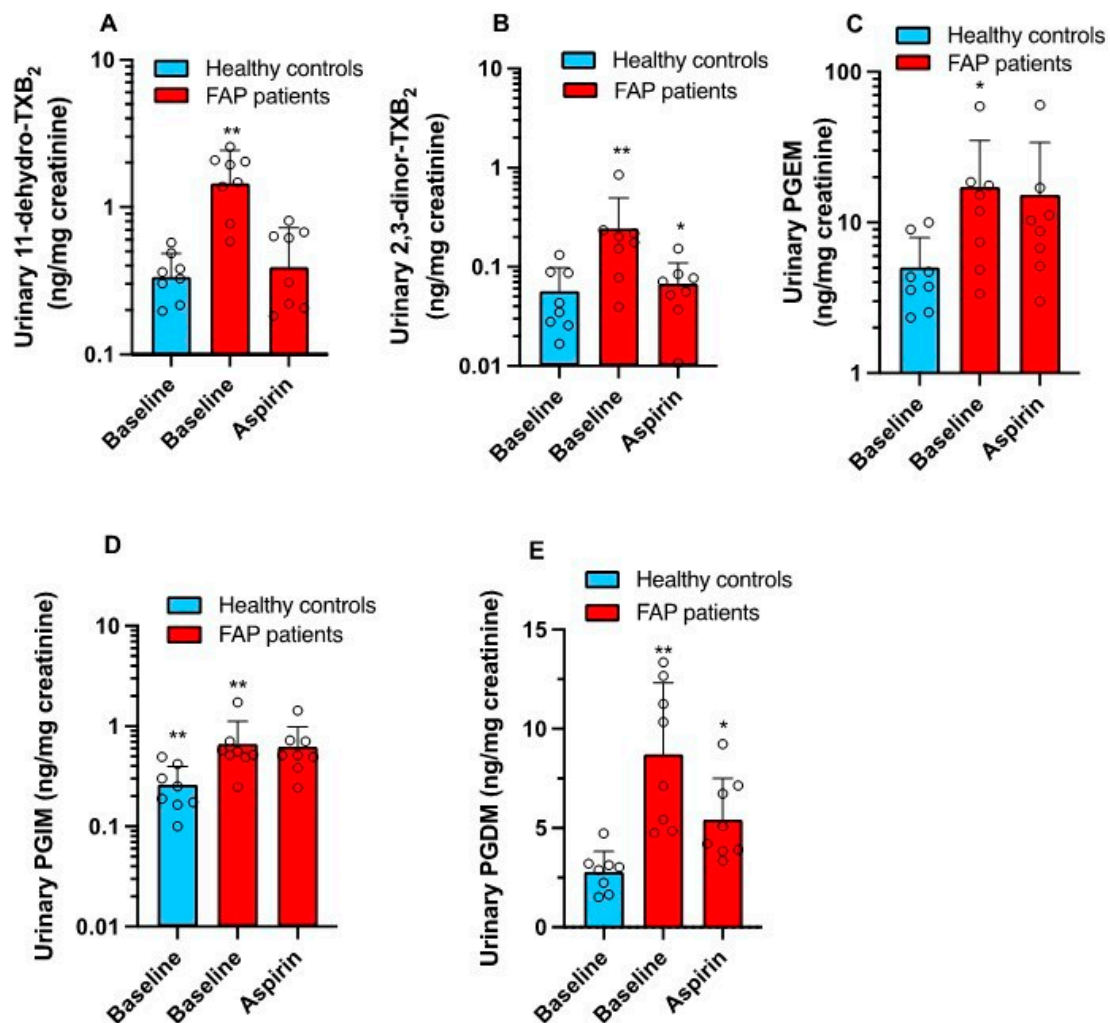 A
Healthy controls
FAP patients
Urinary 11-dehydro-TXB2
(ng/mg creatinine)
10
1
0.1
**
Baseline
Baseline
Aspirin
B
Healthy controls
FAP patients
Urinary 2,3-dinor-TXB2
(ng/mg creatinine)
10
1
0.1
0.01
**
*
Baseline
Baseline
Aspirin
C
Healthy controls
FAP patients
Urinary PGEM
(ng/mg creatinine)
100
10
1
*
Baseline
Baseline
Aspirin
D
Healthy controls
FAP patients
Urinary PGIM (ng/mg creatinine)
10
1
0.1
0.01
**
**
Baseline
Baseline
Aspirin
E
Healthy controls
FAP patients
Urinary PGDM (ng/mg creatinine)
15
10
5
0
**
*
Baseline
Baseline
Aspirin